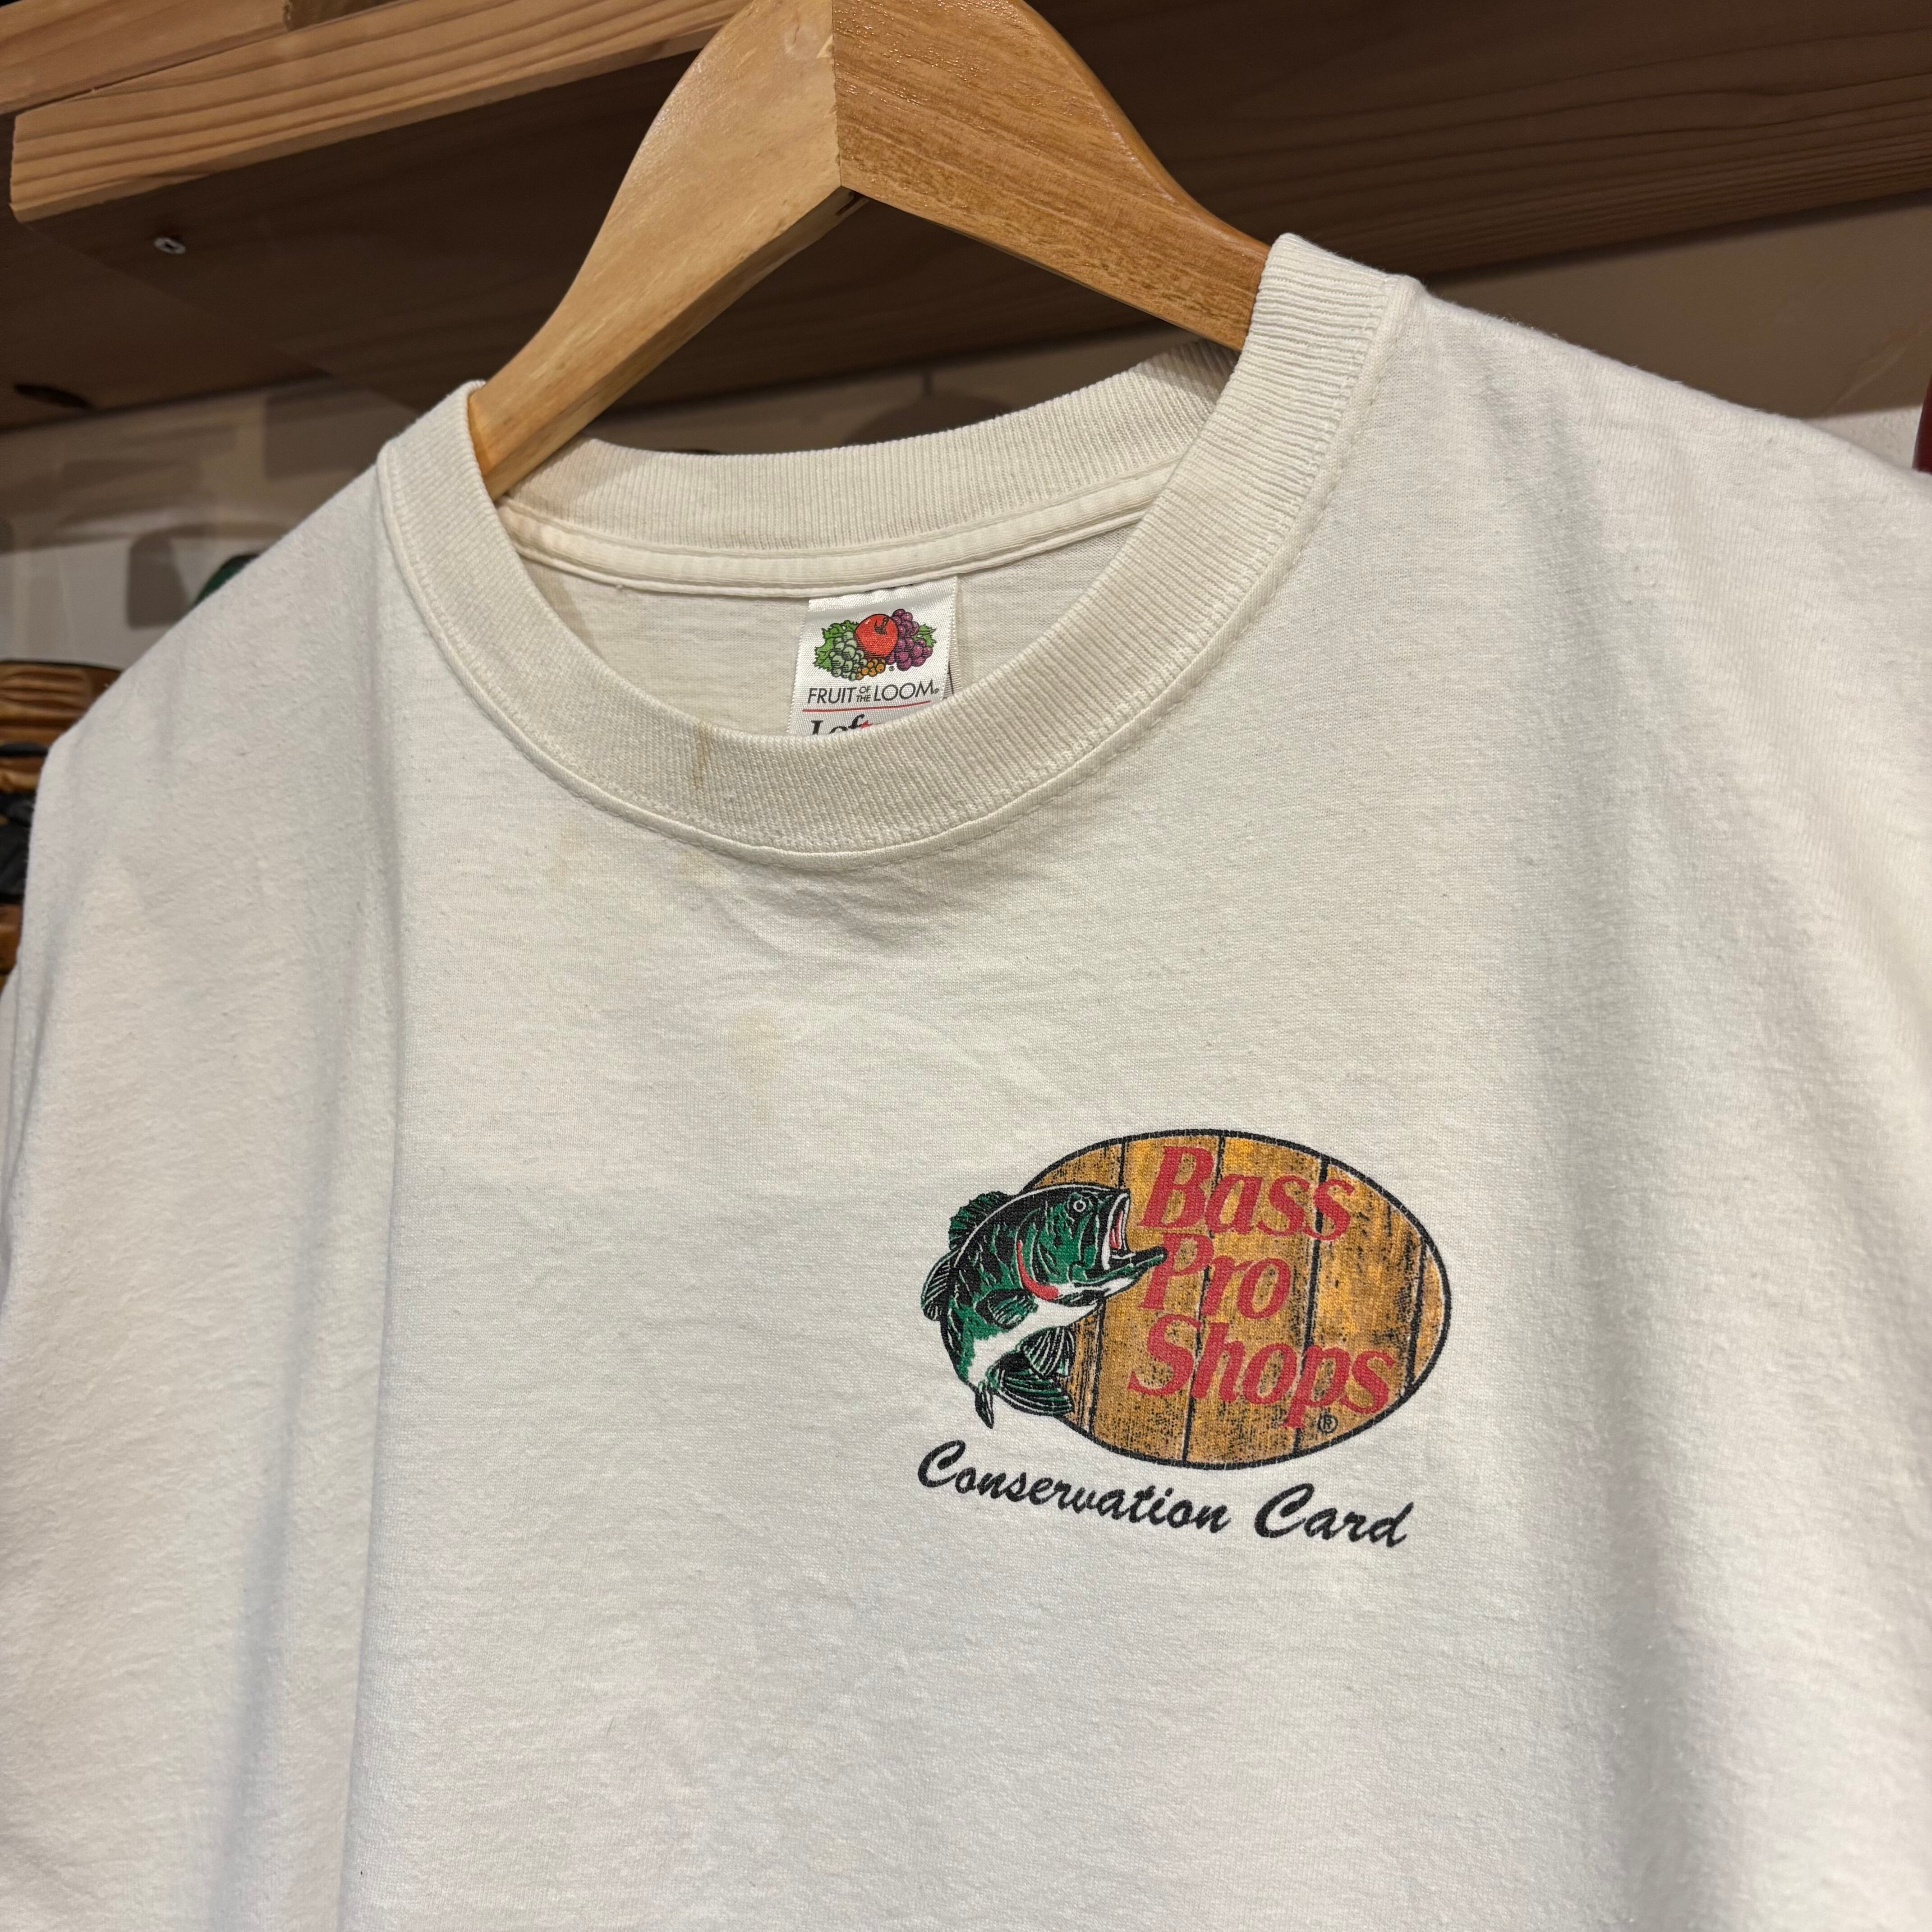 FRUIT OF THE LOOM®
Bass
Pro
Shops
®
Conservation Card